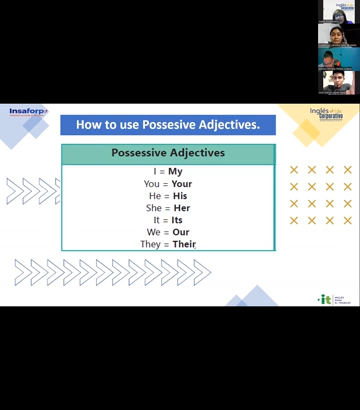 Insaforp
Inglés
Corporativo
How to use Possesive Adjectives.
Possessive Adjectives
I = My
You = Your
He = His
She = Her
It = Its
We = Our
They = Their
it